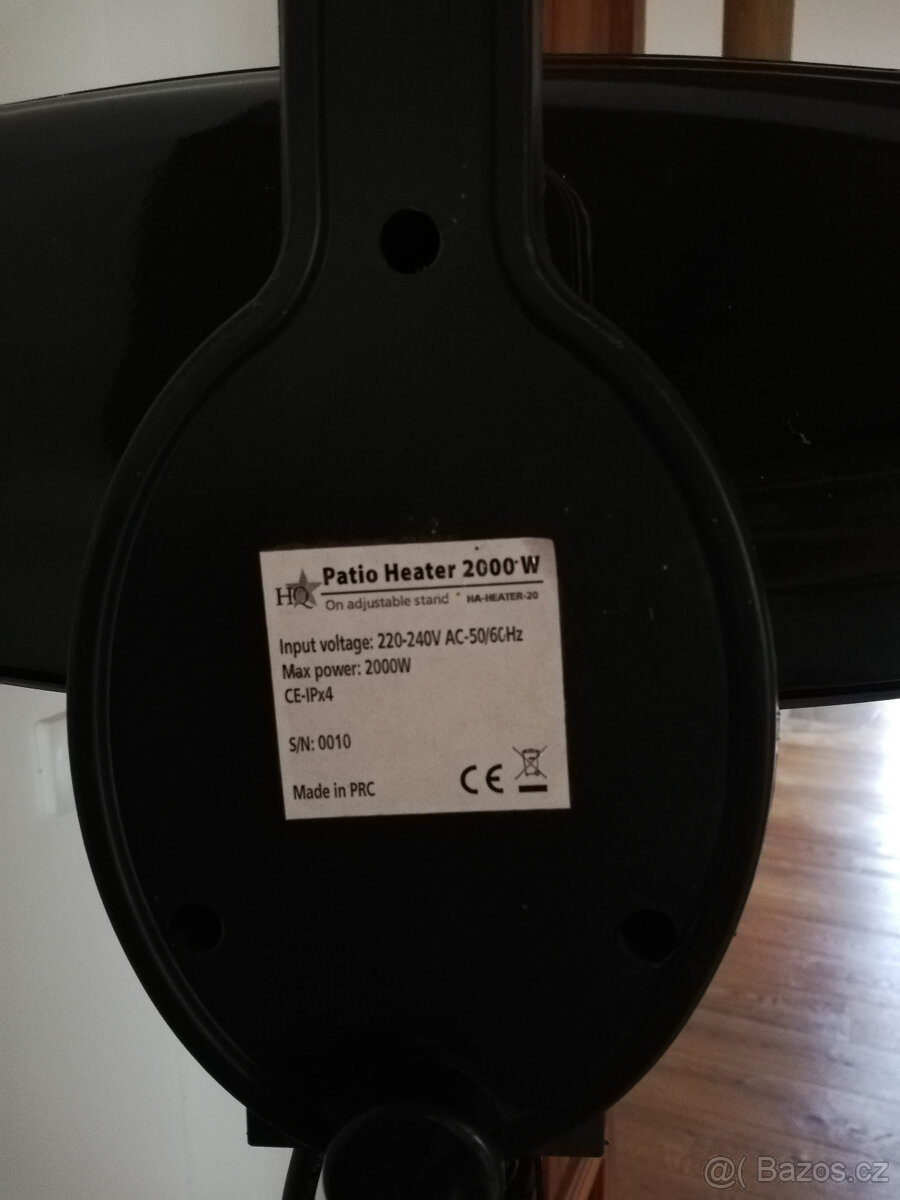 HQ Patio Heater 2000 W
On adjustable stand * HA-HEATER-20
Input voltage: 220-240V AC-50/60Hz
Max power: 2000W
CE-IPx4
S/N: 0010
Made in PRC CE
@( Bazos.cz